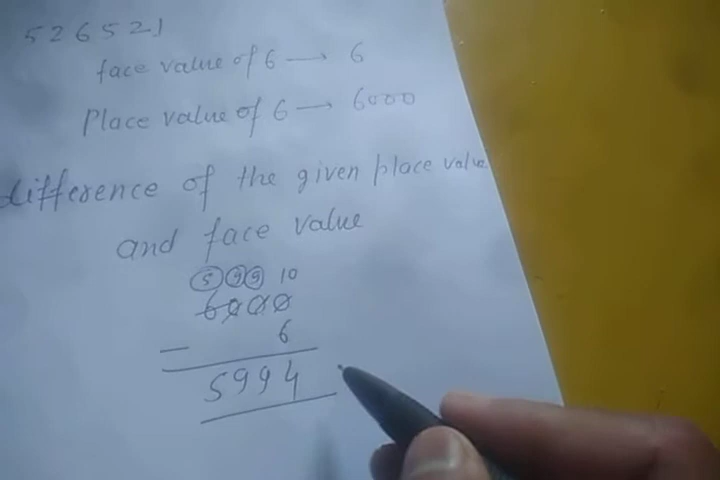 526521
face value of 6 → 6
Place value of 6 → 6000
difference of the given place value
and face value
5 9 9 10
6000
- 6
5994